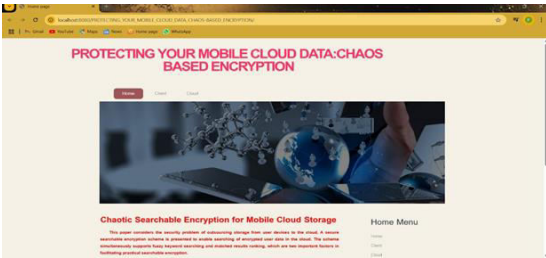 Home page
localhost:8080/PROTECTING_YOUR_MOBILE_CLOUD_DATA_CHAOS_BASED_ENCRYPTION/
Gmail YouTube Maps News Home page WhatsApp
PROTECTING YOUR MOBILE CLOUD DATA:CHAOS
BASED ENCRYPTION
Home Cloud Cloud
Chaotic Searchable Encryption for Mobile Cloud Storage
This paper considers the security problem of outsourcing storage from user devices to the cloud. A secure
searchable encryption scheme is presented to enable searching of encrypted user data in the cloud. The scheme
simultaneously supports fuzzy keyword searching and matched results ranking, which are two important factors in
facilitating practical searchable encryption.
Home Menu
Home
Client
Cloud